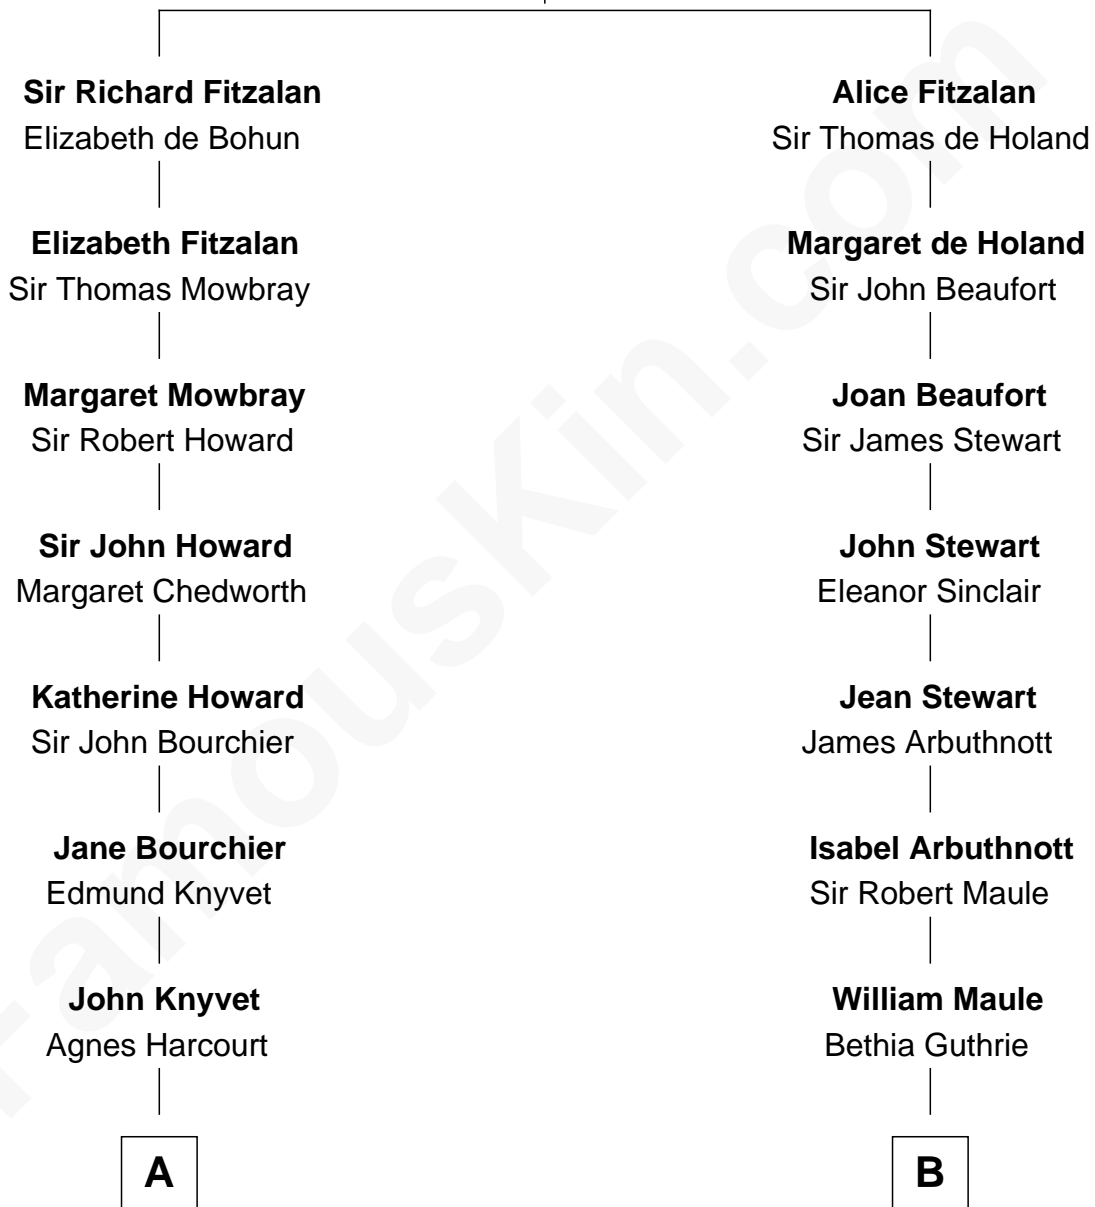 Sir Richard Fitzalan
Elizabeth de Bohun
Elizabeth Fitzalan
Sir Thomas Mowbray
Margaret Mowbray
Sir Robert Howard
Sir John Howard
Margaret Chedworth
Katherine Howard
Sir John Bourchier
Jane Bourchier
Edmund Knyvet
John Knyvet
Agnes Harcourt
A
Alice Fitzalan
Sir Thomas de Holand
Margaret de Holand
Sir John Beaufort
Joan Beaufort
Sir James Stewart
John Stewart
Eleanor Sinclair
Jean Stewart
James Arbuthnott
Isabel Arbuthnott
Sir Robert Maule
William Maule
Bethia Guthrie
B
FamousKin.com